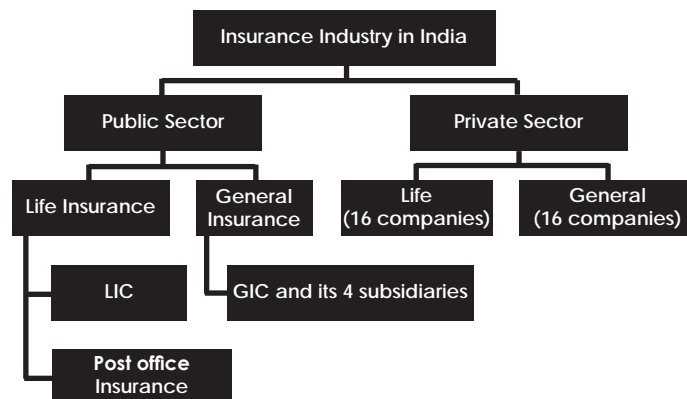 Insurance Industry in India
Public Sector
Private Sector
Life Insurance
General
Insurance
Life
(16 companies)
General
(16 companies)
LIC
GIC and its 4 subsidiaries
Post office
Insurance